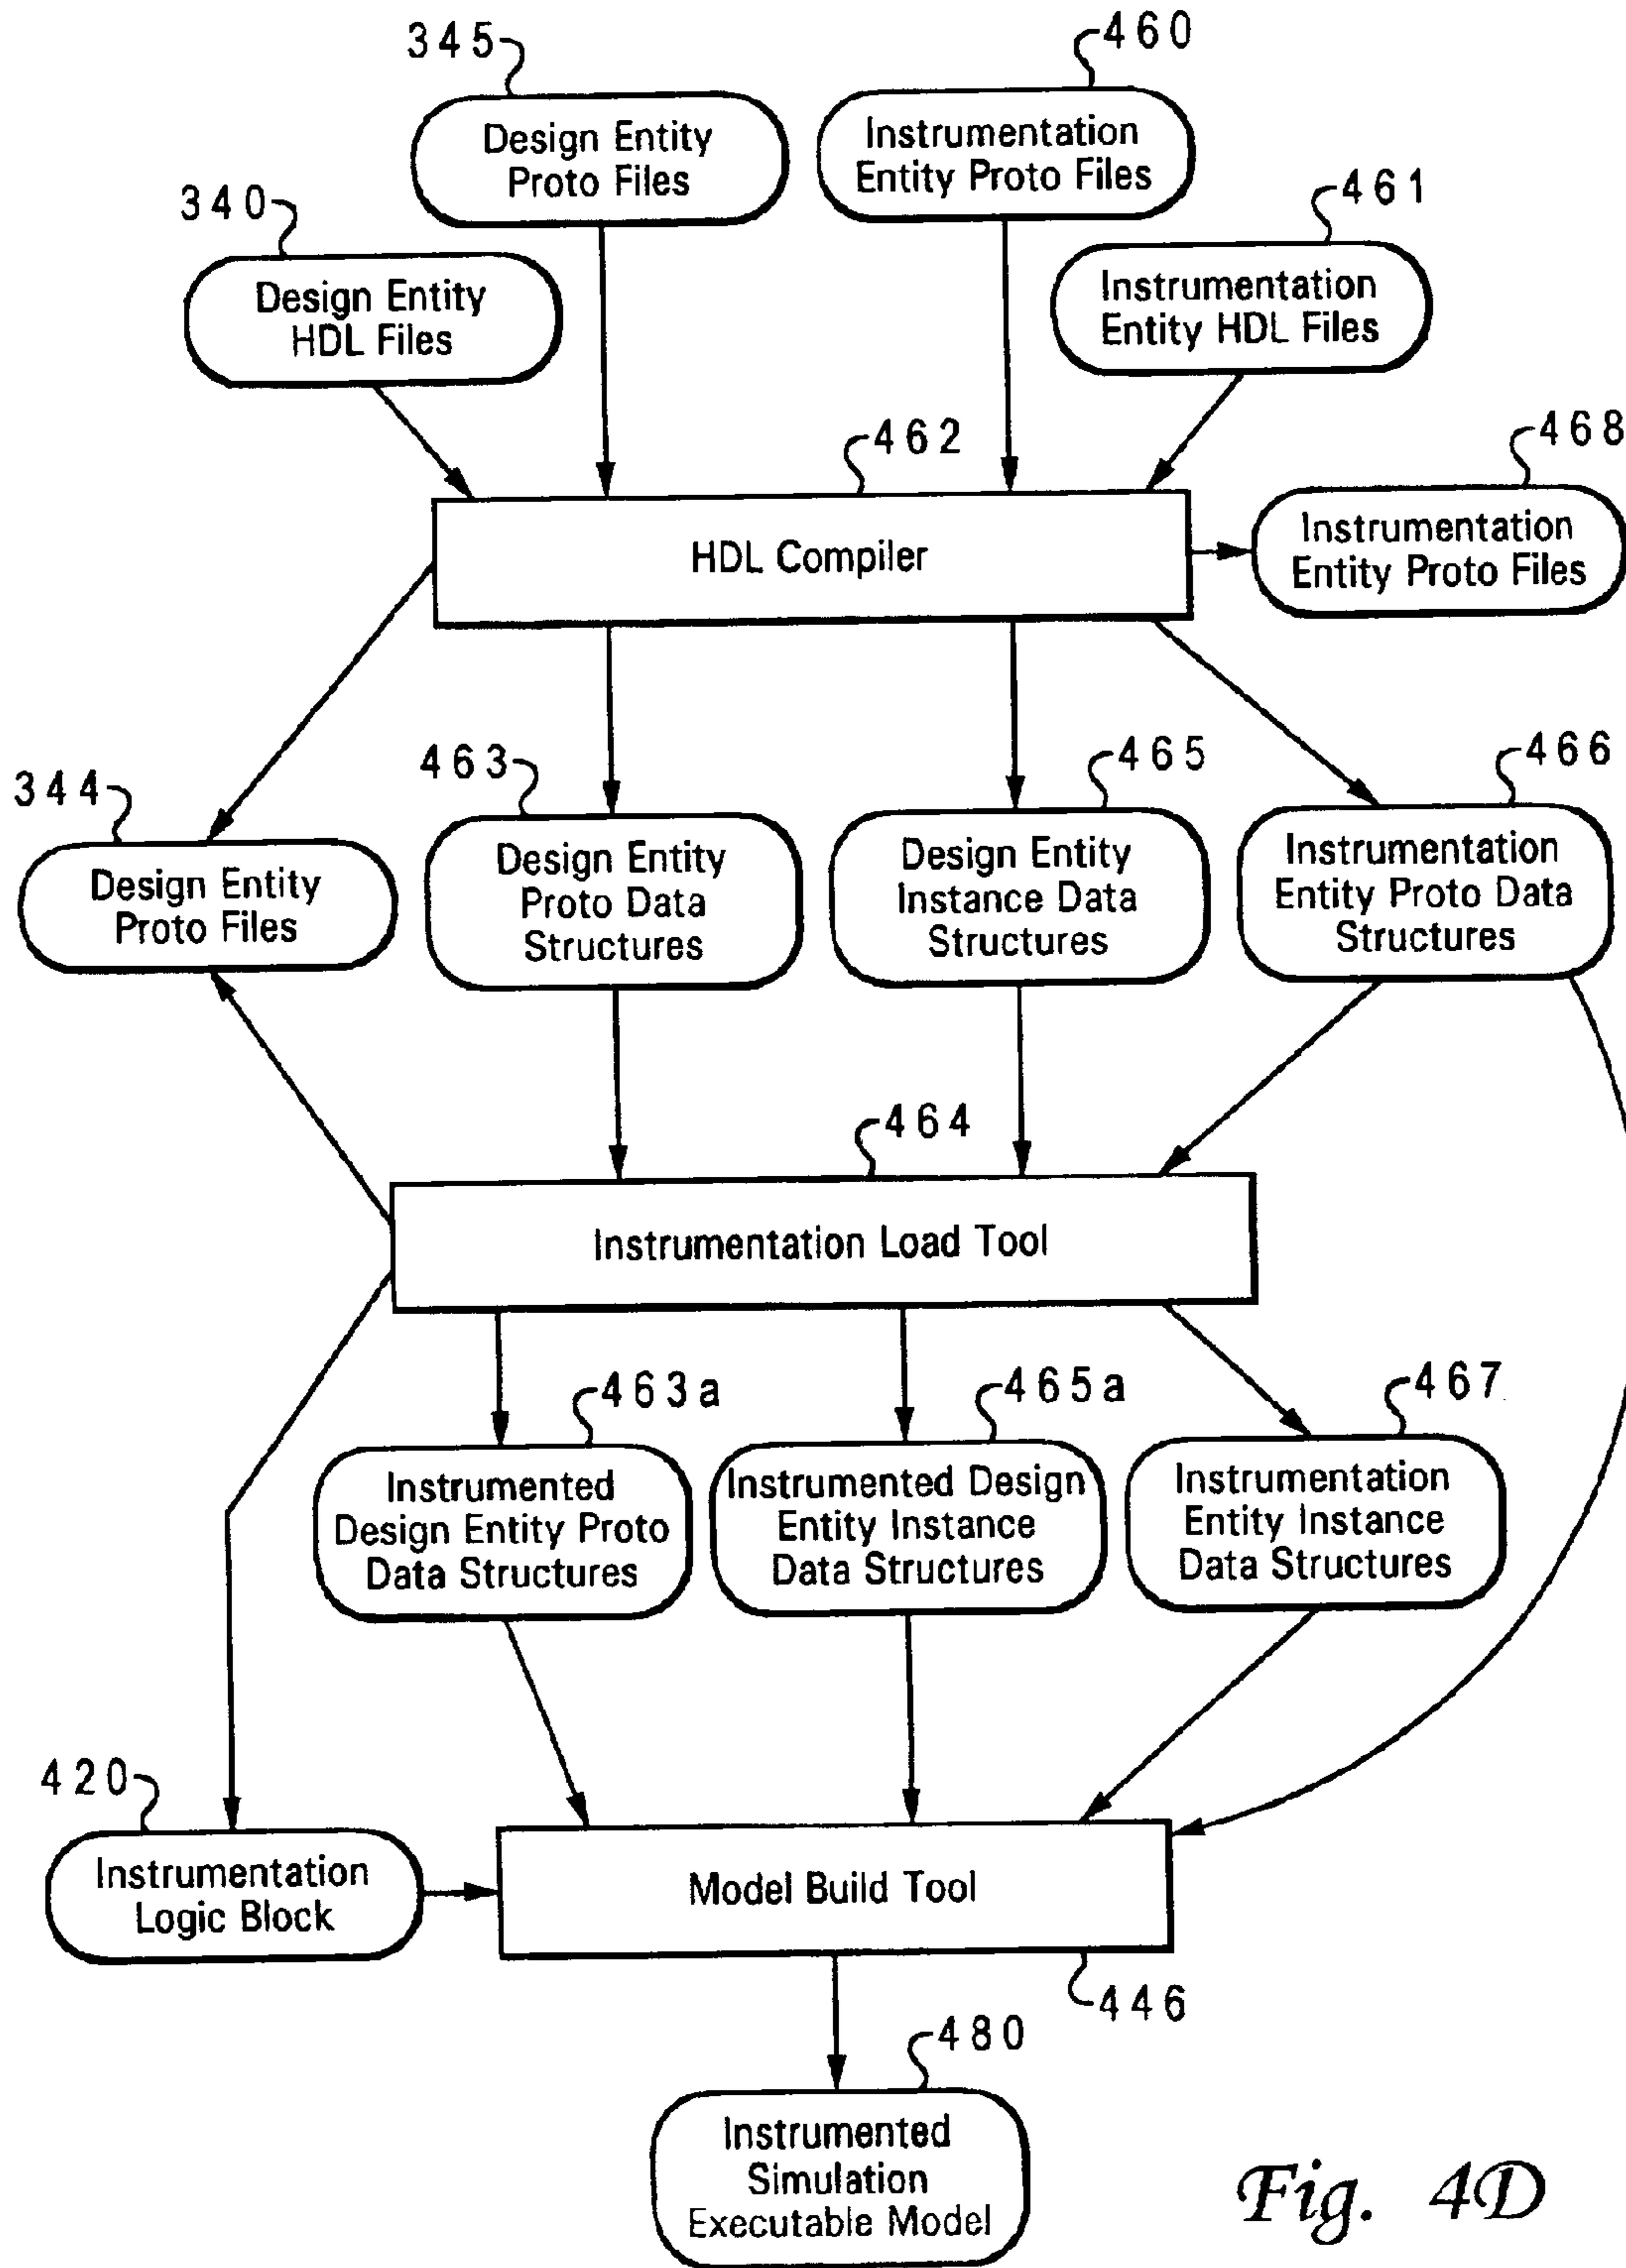 345
460
Design Entity
Proto Files
Instrumentation
Entity Proto Files
340
461
Design Entity
HDL Files
Instrumentation
Entity HDL Files
462
468
HDL Compiler
Instrumentation
Entity Proto Files
344
463
465
466
Design Entity
Proto Files
Design Entity
Proto Data
Structures
Design Entity
Instance Data
Structures
Instrumentation
Entity Proto Data
Structures
464
Instrumentation Load Tool
463a
465a
467
Instrumented
Design Entity Proto
Data Structures
Instrumented Design
Entity Instance
Data Structures
Instrumentation
Entity Instance
Data Structures
420
Instrumentation
Logic Block
Model Build Tool
446
480
Instrumented
Simulation
Executable Model
Fig. 4D